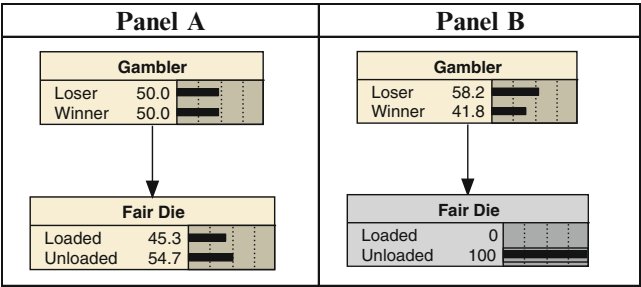 Panel A
Gambler
Loser 50.0
Winner 50.0
Fair Die
Loaded 45.3
Unloaded 54.7
Panel B
Gambler
Loser 58.2
Winner 41.8
Fair Die
Loaded 0
Unloaded 100